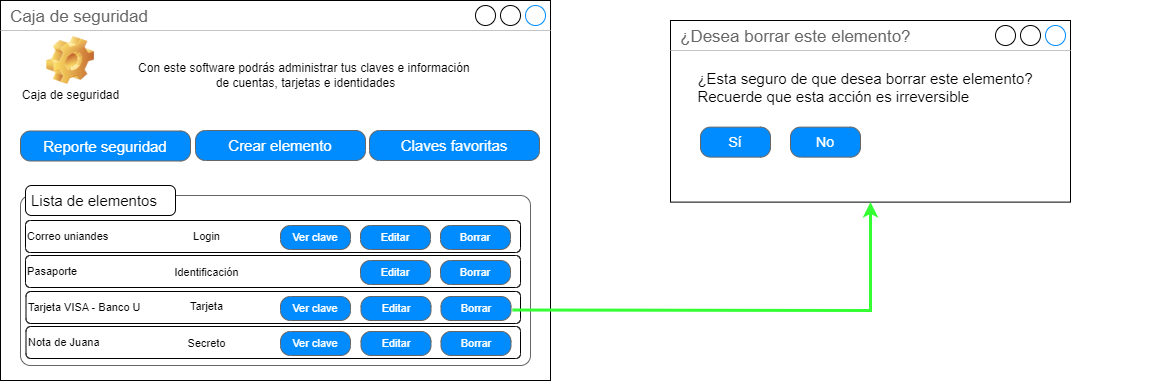 Caja de seguridad
Caja de seguridad
Con este software podrás administrar tus claves e información
de cuentas, tarjetas e identidades
Reporte seguridad
Crear elemento
Claves favoritas
Lista de elementos
Correo uniandes Login Ver clave Editar Borrar
Pasaporte Identificación Editar Borrar
Tarjeta VISA - Banco U Tarjeta Ver clave Editar Borrar
Nota de Juana Secreto Ver clave Editar Borrar
¿Desea borrar este elemento?
¿Esta seguro de que desea borrar este elemento?
Recuerde que esta acción es irreversible
Sí No